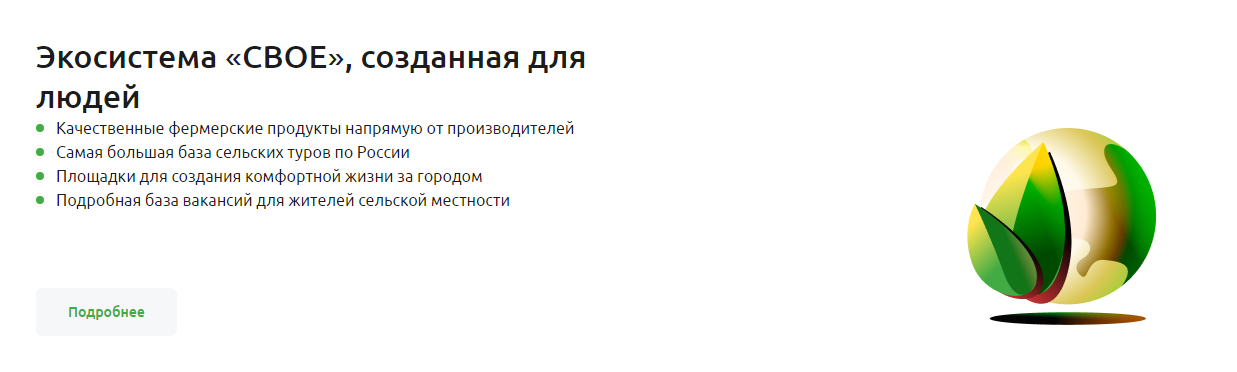 Экосистема «СВОЕ», созданная для
людей
Качественные фермерские продукты напрямую от производителей
Самая большая база сельских туров по России
Площадки для создания комфортной жизни за городом
Подробная база вакансий для жителей сельской местности
Подробнее